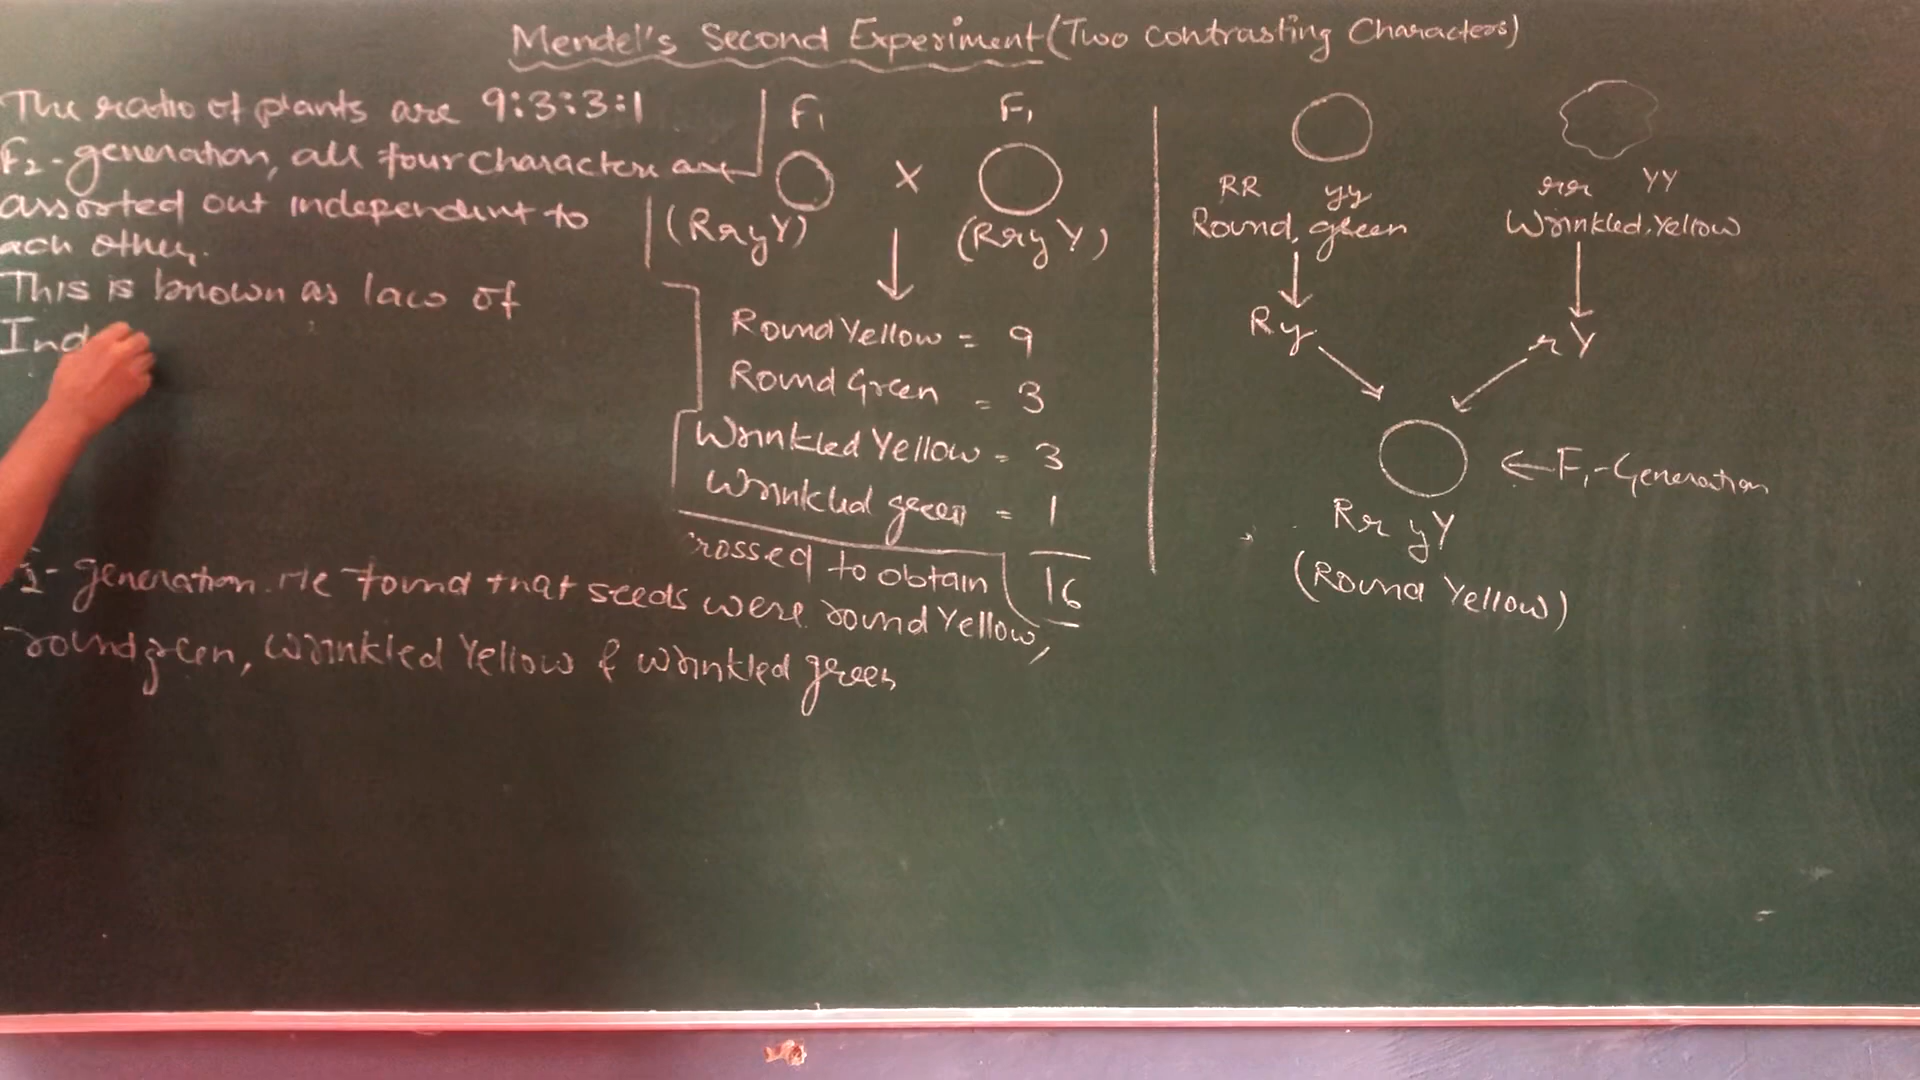 Mendel's Second Experiment (Two contrasting Characters)
The ratio of plants are 9:3:3:1
F2-generation, all four characters are
assorted out independent to
ach other.
This is known as law of
Ind
F1 F1
X
(RryY) (RryY)
Round Yellow = 9
Round Green = 3
Wrinkled Yellow = 3
Wrinkled green = 1
16
rossed to obtain
generation. He found that seeds were round Yellow,
round green, Wrinkled Yellow & wrinkled green
RR yy
Round, green
rr YY
Wrinkled, Yellow
Ry rY
←F1-Generation
Rr yY
(Round Yellow)